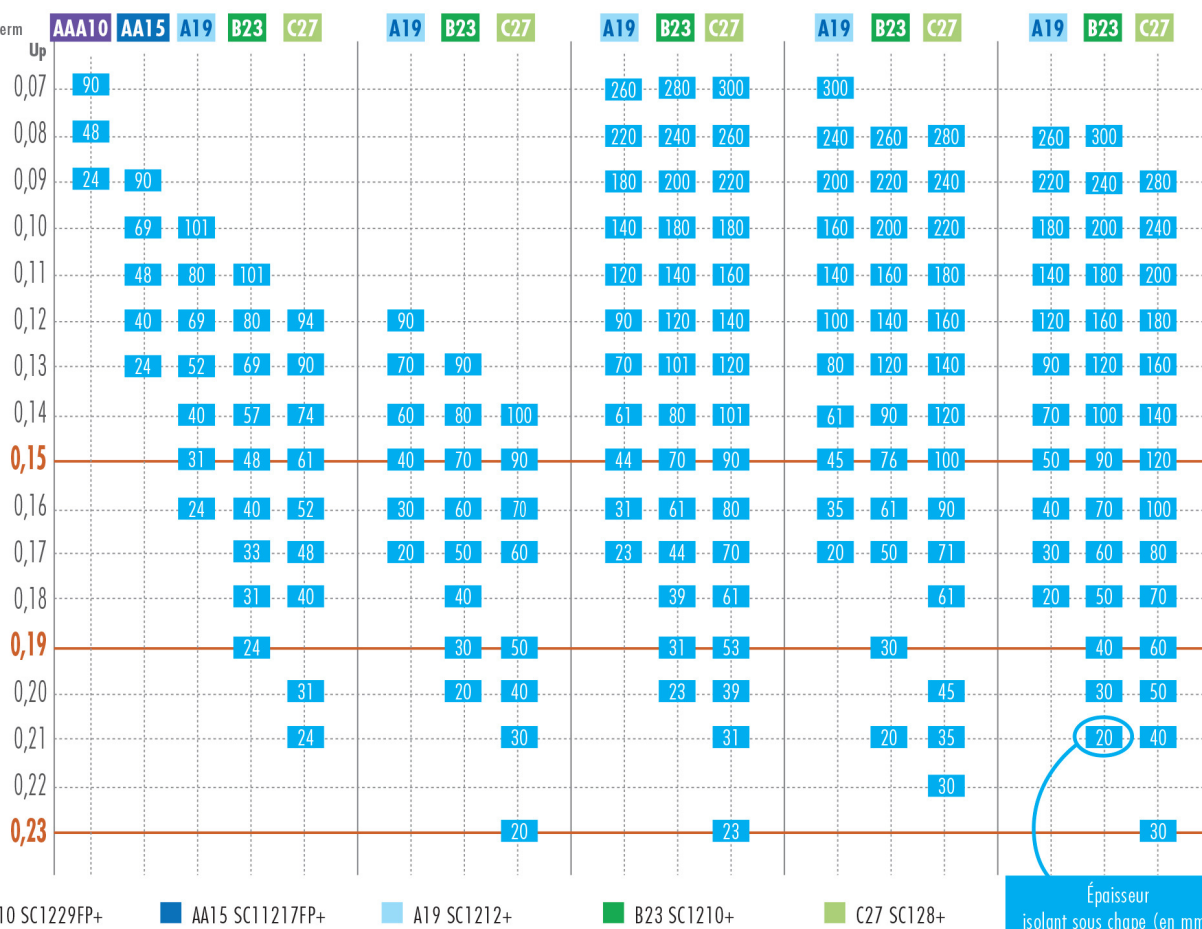 erm AAA10 AA15 A19 B23 C27 A19 B23 C27 A19 B23 C27 A19 B23 C27 A19 B23 C27
Up
0,07 90 260 280 300 300
0,08 48 220 240 260 240 260 280 260 300
0,09 24 90 180 200 220 200 220 240 220 240 280
0,10 69 101 140 180 180 160 200 220 180 200 240
0,11 48 80 101 120 140 160 140 160 180 140 180 200
0,12 40 69 80 94 90 90 120 140 100 140 160 120 160 180
0,13 24 52 69 90 70 90 70 101 120 80 120 140 90 120 160
0,14 40 57 74 60 80 100 61 80 101 61 90 120 70 100 140
0,15 31 48 61 40 70 90 44 70 90 45 76 100 50 90 120
0,16 24 40 52 30 60 70 31 61 80 35 61 90 40 70 100
0,17 33 48 20 50 60 23 44 70 20 50 71 30 60 80
0,18 31 40 40 39 61 61 20 50 70
0,19 24 30 50 31 53 30 40 60
0,20 31 20 40 23 39 45 30 50
0,21 24 30 31 20 35 20 40
0,22 30
0,23 20 23 30
10 SC1229FP+ AA15 SC11217FP+ A19 SC1212+ B23 SC1210+ C27 SC128+
Épaisseur
isolant sous chape (en mm